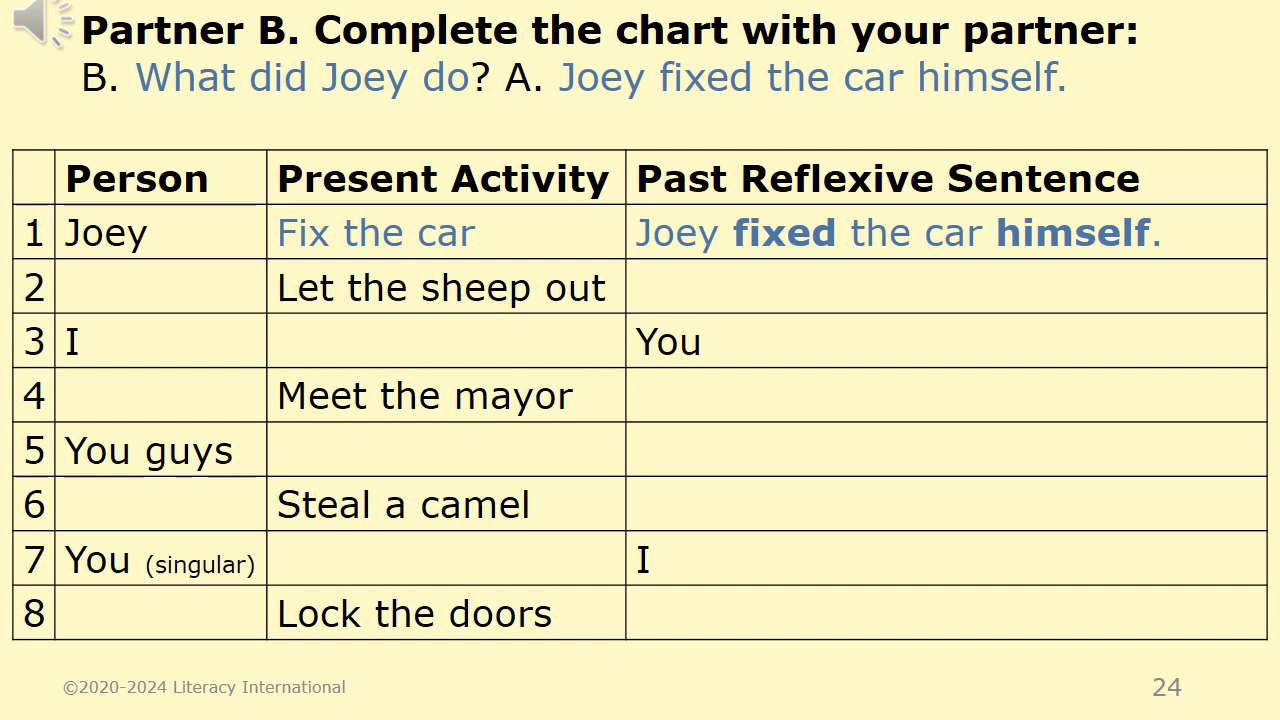 Partner B. Complete the chart with your partner:
B. What did Joey do? A. Joey fixed the car himself.
Person Present Activity Past Reflexive Sentence
1 Joey Fix the car Joey fixed the car himself.
2 Let the sheep out
3 I You
4 Meet the mayor
5 You guys
6 Steal a camel
7 You (singular) I
8 Lock the doors
©2020-2024 Literacy International
24